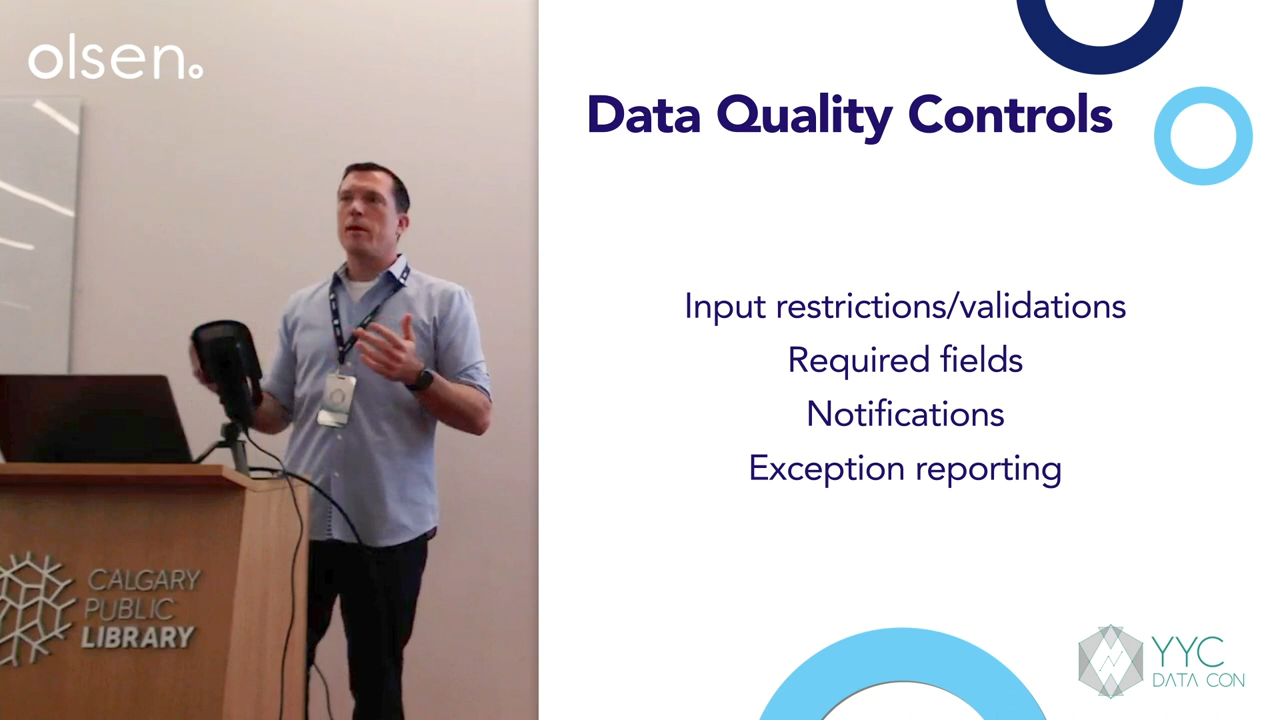 olsen.
Data Quality Controls
Input restrictions/validations
Required fields
Notifications
Exception reporting
CALGARY
PUBLIC
LIBRARY
YYC
DATA CON